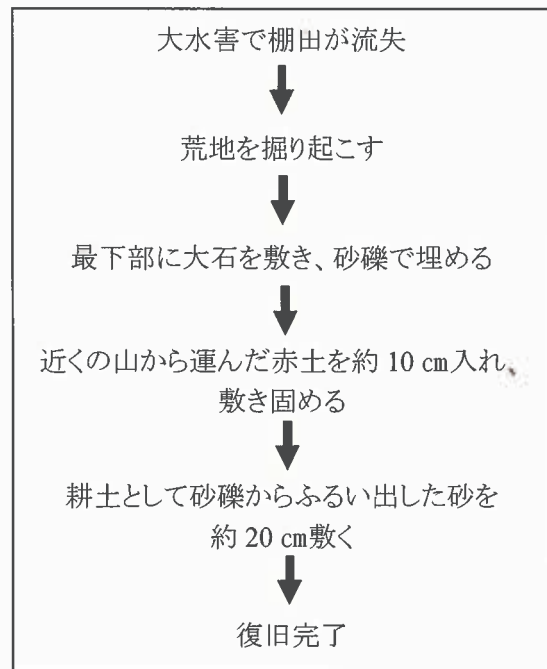 大水害で棚田が流失
荒地を掘り起こす
最下部に大石を敷き、砂礫で埋める
近くの山から運んだ赤土を約 10 cm入れ、
敷き固める
耕土として砂礫からふるい出した砂を
約 20 cm敷く
復旧完了